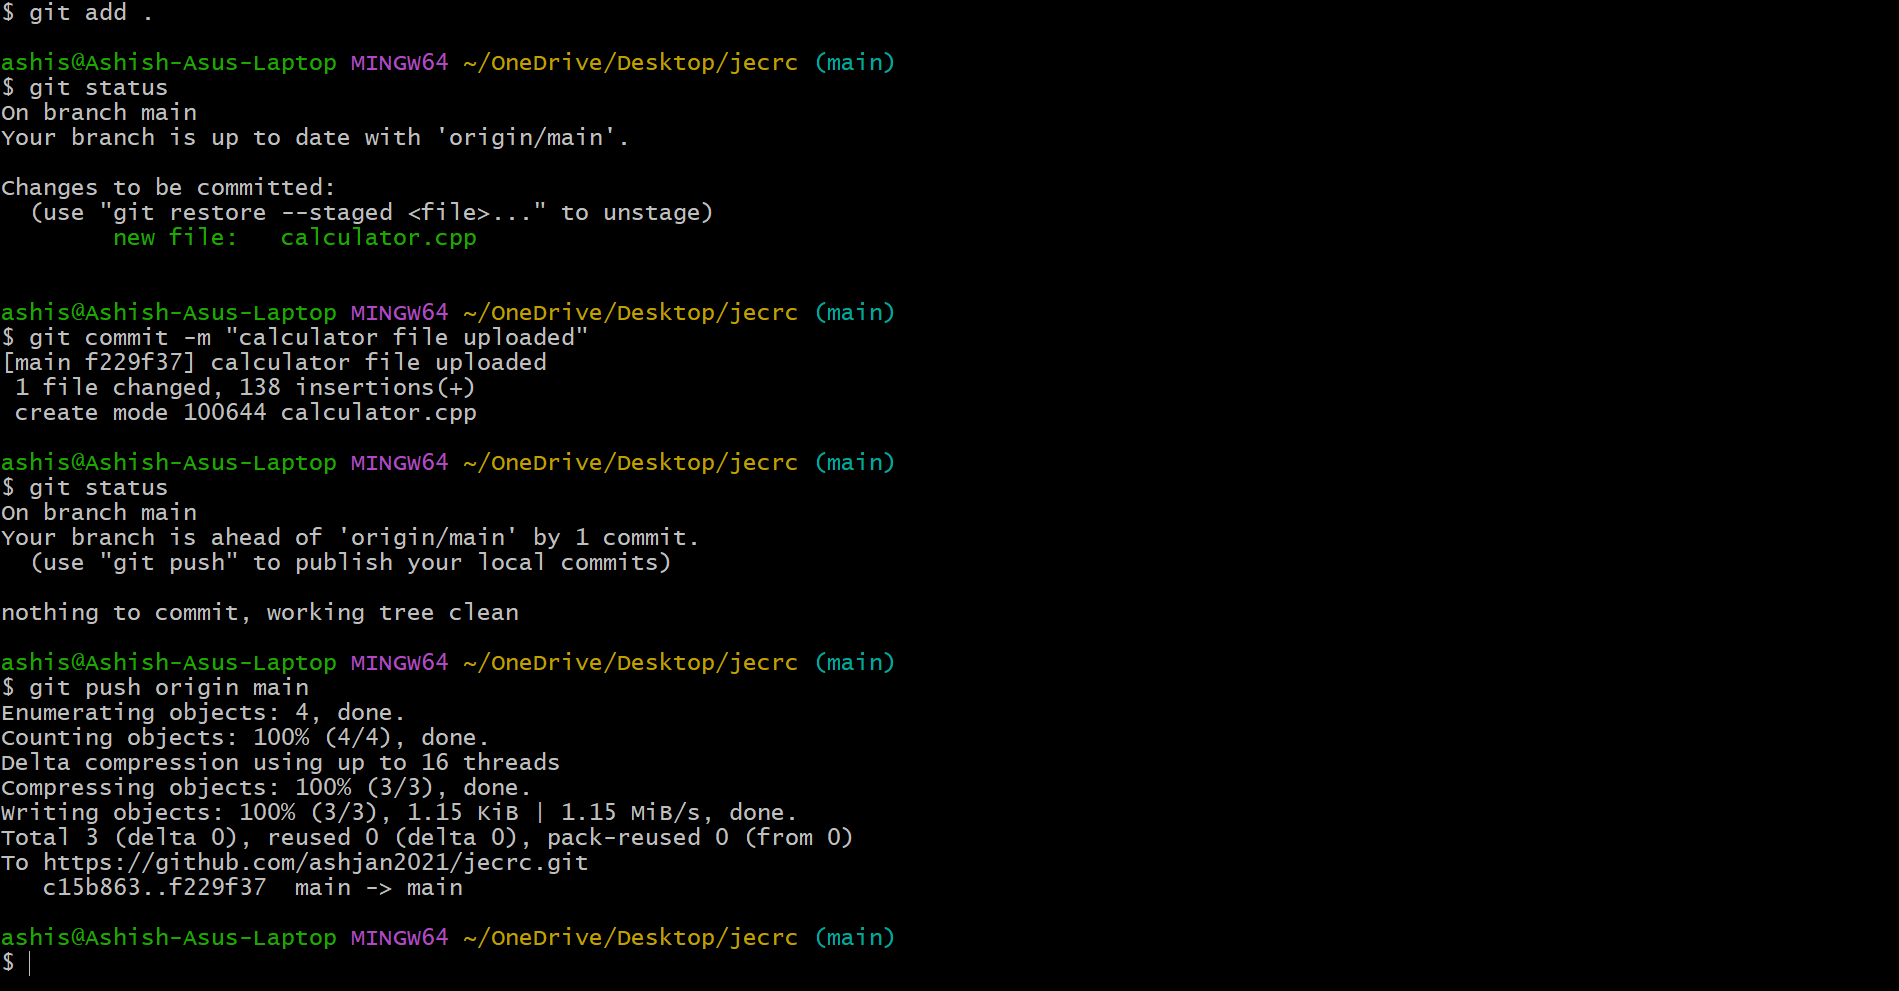 $ git add .
ashis@Ashish-Asus-Laptop MINGW64 ~/OneDrive/Desktop/jecrc (main)
$ git status
On branch main
Your branch is up to date with 'origin/main'.
Changes to be committed:
  (use "git restore --staged <file>..." to unstage)
        new file:   calculator.cpp
ashis@Ashish-Asus-Laptop MINGW64 ~/OneDrive/Desktop/jecrc (main)
$ git commit -m "calculator file uploaded"
[main f229f37] calculator file uploaded
 1 file changed, 138 insertions(+)
 create mode 100644 calculator.cpp
ashis@Ashish-Asus-Laptop MINGW64 ~/OneDrive/Desktop/jecrc (main)
$ git status
On branch main
Your branch is ahead of 'origin/main' by 1 commit.
  (use "git push" to publish your local commits)
nothing to commit, working tree clean
ashis@Ashish-Asus-Laptop MINGW64 ~/OneDrive/Desktop/jecrc (main)
$ git push origin main
Enumerating objects: 4, done.
Counting objects: 100% (4/4), done.
Delta compression using up to 16 threads
Compressing objects: 100% (3/3), done.
Writing objects: 100% (3/3), 1.15 KiB | 1.15 MiB/s, done.
Total 3 (delta 0), reused 0 (delta 0), pack-reused 0 (from 0)
To https://github.com/ashjan2021/jecrc.git
   c15b863..f229f37  main -> main
ashis@Ashish-Asus-Laptop MINGW64 ~/OneDrive/Desktop/jecrc (main)
$